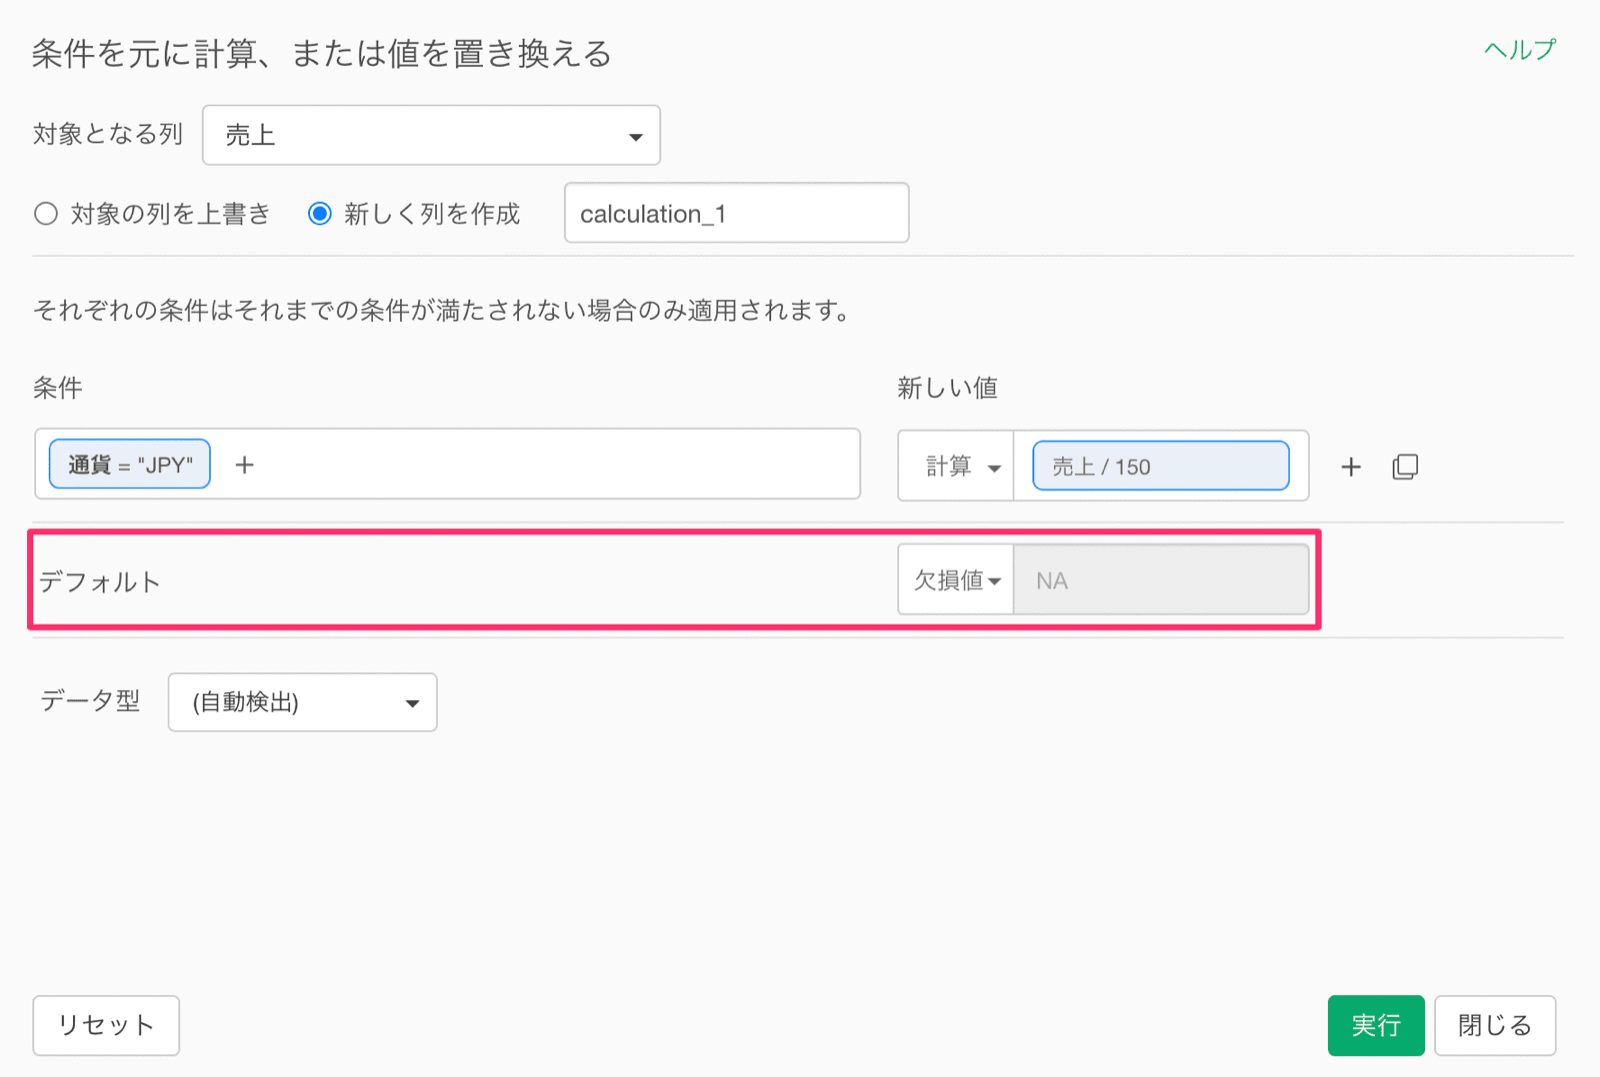 条件を元に計算、または値を置き換える
ヘルプ
対象となる列 売上
対象の列を上書き 新しく列を作成 calculation_1
それぞれの条件はそれまでの条件が満たされない場合のみ適用されます。
条件 新しい値
通貨 = "JPY" + 計算 売上 / 150 +
デフォルト 欠損値 NA
データ型 (自動検出)
リセット 実行 閉じる